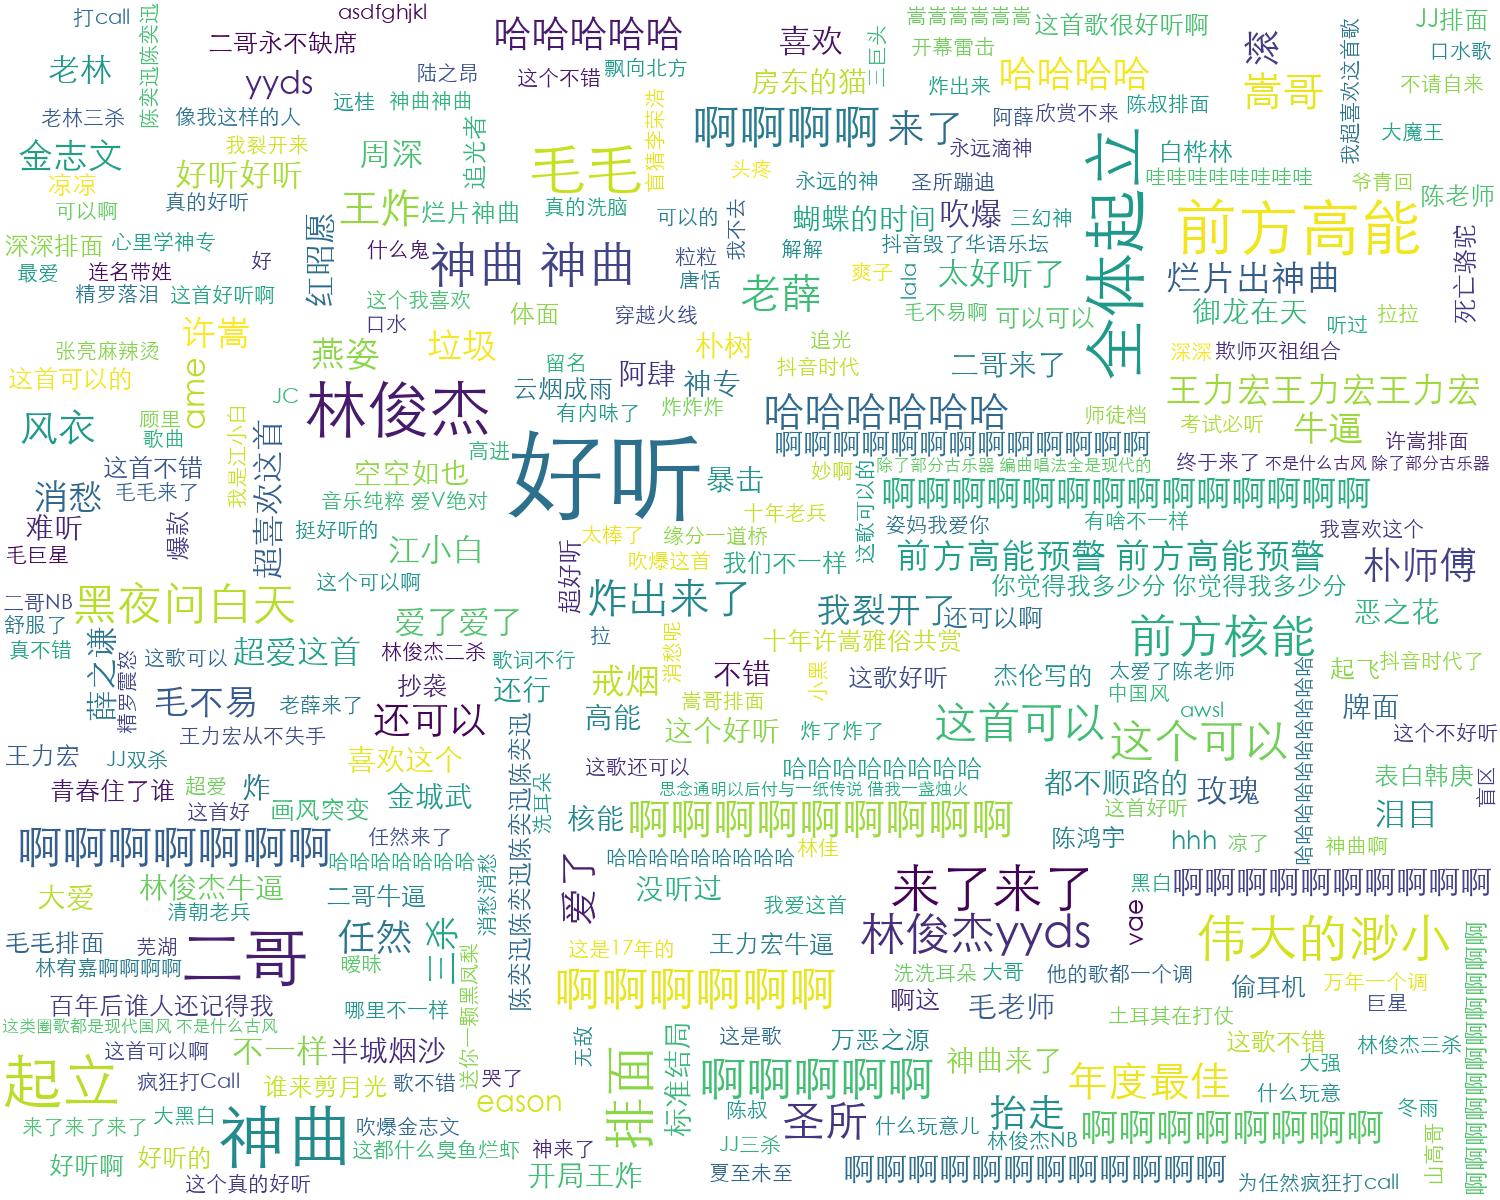 打call
陈奕迅陈奕迅
asdfghjkl
二哥永不缺席
哈哈哈哈哈
喜欢
三巨头
嵩嵩嵩嵩嵩嵩
这首歌很好听啊
开幕雷击
滚
我超喜欢这首歌
JJ排面
口水歌
老林
yyds
陆之昂
这个不错
飘向北方
房东的猫
炸出来
哈哈哈哈
嵩哥
不请自来
老林三杀
像我这样的人
远桂
神曲神曲
追光者
盲猜李荣浩
啊啊啊啊
来了
阿薛
欣赏不来
陈叔排面
大魔王
金志文
我裂开来
周深
毛毛
永远滴神
全体起立
白桦林
凉凉
好听好听
头疼
永远的神
圣所蹦迪
哇哇哇哇哇哇哇哇
爷青回
陈老师
可以啊
真的好听
王炸
烂片神曲
真的洗脑
可以的
我不去
蝴蝶的时间
吹爆
三幻神
前方高能
深深排面
心里学神专
红昭愿
什么鬼
神曲 神曲
粒粒
解解
抖音毁了华语乐坛
死亡骆驼
最爱
连名带姓
好
唐恬
老薛
爽子
lala
太好听了
烂片出神曲
精罗落泪
这首好听啊
这个我喜欢
体面
穿越火线
毛不易啊
可以可以
御龙在天
拉拉
许嵩
口水
听过
张亮麻辣烫
ame
燕姿
垃圾
留名
朴树
追光
抖音时代
二哥来了
深深
欺师灭祖组合
这首可以的
JC
林俊杰
云烟成雨
阿肆
神专
王力宏王力宏王力宏
风衣
顾里
歌曲
我是江小白
超喜欢这首
有内味了
炸炸炸
哈哈哈哈哈哈
师徒档
考试必听
牛逼
高进
好听
啊啊啊啊啊啊啊啊啊啊啊啊啊
许嵩排面
这首不错
空空如也
暴击
妙啊
这歌可以的
除了部分古乐器 编曲唱法全是现代的
终于来了
不是什么古风 除了部分古乐器
消愁
毛毛来了
音乐纯粹 爱V绝对
十年老兵
啊啊啊啊啊啊啊啊啊啊啊啊啊啊
难听
爆款
挺好听的
太棒了
缘分一道桥
姿妈我爱你
有啥不一样
我喜欢这个
毛巨星
江小白
超好听
吹爆这首
我们不一样
前方高能预警 前方高能预警
朴师傅
这个可以啊
炸出来了
你觉得我多少分 你觉得我多少分
二哥NB
黑夜问白天
爱了爱了
我裂开了
还可以啊
恶之花
舒服了
薛之谦
拉
消愁呢
十年许嵩雅俗共赏
前方核能
真不错
精罗震怒
这歌可以
超爱这首
林俊杰二杀
歌词不行
戒烟
不错
小黑
这歌好听
杰伦写的
太爱了陈老师
哈哈哈哈哈哈哈哈哈哈
起飞
抖音时代了
毛不易
老薛来了
抄袭
还行
嵩哥排面
中国风
awsl
牌面
王力宏从不失手
还可以
陈奕迅陈奕迅陈奕迅陈奕迅陈奕迅
高能
这个好听
炸了炸了
这首可以
这个可以
这个不好听
王力宏
JJ双杀
喜欢这个
这歌还可以
哈哈哈哈哈哈哈哈
都不顺路的
玫瑰
表白韩庚
盲区
青春住了谁
超爱
炸
金城武
洗耳朵
思念通明以后付与一纸传说 借我一盏烛火
这首好听
泪目
这首好
画风突变
核能
啊啊啊啊啊啊啊啊啊
陈鸿宇
hhh
凉了
神曲啊
啊啊啊啊啊啊啊
任然来了
哈哈哈哈哈哈哈
林佳
哈哈哈哈哈哈哈哈哈
消愁消愁
爱了
没听过
来了来了
黑白
啊啊啊啊啊啊啊啊啊啊
大爱
林俊杰牛逼
二哥牛逼
清朝老兵
我爱这首
vae
毛毛排面
芜湖
二哥
任然
三杀
这是17年的
王力宏牛逼
林俊杰yyds
伟大的渺小
林宥嘉啊啊啊啊
暧昧
送你一颗黑凤梨
啊啊啊啊啊啊
洗洗耳朵
大哥
他的歌都一个调
偷耳机
万年一个调
啊啊啊啊啊啊啊啊啊啊啊啊
百年后谁人还记得我
哪里不一样
啊这
毛老师
土耳其在打仗
巨星
这类圈歌都是现代国风 不是什么古风
无敌
排面
标准结局
这是歌
万恶之源
这歌不错
林俊杰三杀
这首可以啊
不一样
半城烟沙
神曲来了
大强
起立
疯狂打Call
谁来剪月光
歌不错
哭了
啊啊啊啊啊
年度最佳
什么玩意
来了来了来了
大黑白
神曲
吹爆金志文
eason
陈叔
圣所
什么玩意儿
抬走
林俊杰NB
啊啊啊啊啊啊啊啊
冬雨
山高哥
好听啊
好听的
这都什么臭鱼烂虾
神来了
JJ三杀
这个真的好听
开局王炸
夏至未至
啊啊啊啊啊啊啊啊啊啊啊啊
为任然疯狂打call